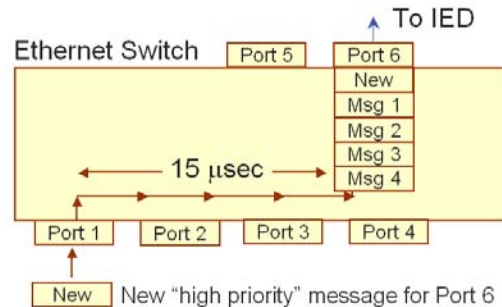 To IED
Ethernet Switch
Port 5
Port 6
New
Msg 1
Msg 2
Msg 3
Msg 4
15 μsec
Port 1
Port 2
Port 3
Port 4
New
New “high priority” message for Port 6